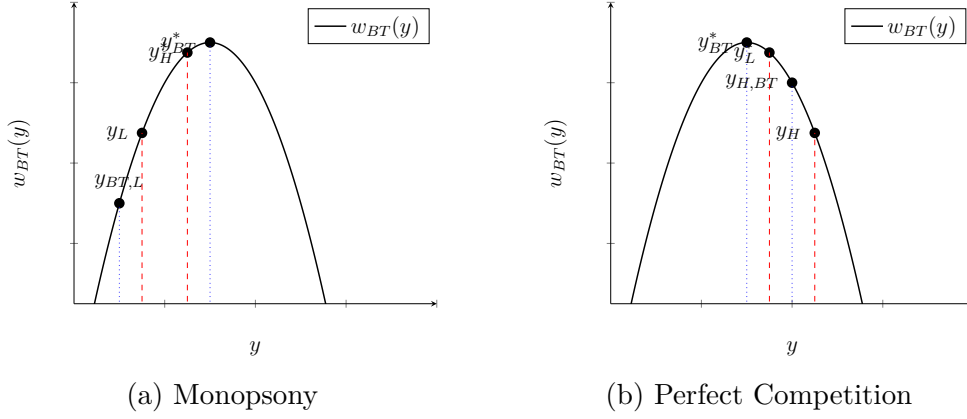 w_{BT}(y)
y^*_{BT}
y^*_H
y_L
y_{BT,L}
w_{BT}(y)
y
(a) Monopsony
w_{BT}(y)
y^*_{BT}
y_L
y_{H,BT}
y_H
w_{BT}(y)
y
(b) Perfect Competition